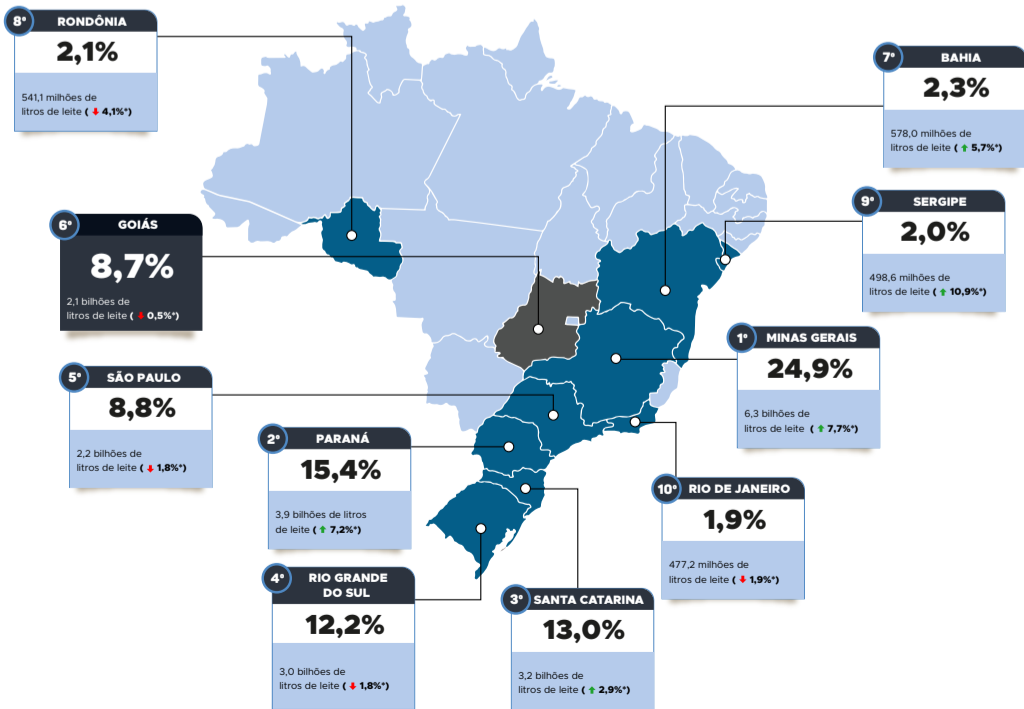 8º RONDÔNIA
2,1%
541,1 milhões de
litros de leite ( 4,1%*)
7º BAHIA
2,3%
578,0 milhões de
litros de leite ( 5,7%*)
6º GOIÁS
8,7%
2,1 bilhões de
litros de leite ( 0,5%*)
9º SERGIPE
2,0%
498,6 milhões de
litros de leite ( 10,9%*)
1º MINAS GERAIS
24,9%
6,3 bilhões de
litros de leite ( 7,7%*)
5º SÃO PAULO
8,8%
2,2 bilhões de
litros de leite ( 1,8%*)
2º PARANÁ
15,4%
3,9 bilhões de litros
de leite ( 7,2%*)
10º RIO DE JANEIRO
1,9%
477,2 milhões de
litros de leite ( 1,9%*)
4º RIO GRANDE
DO SUL
12,2%
3,0 bilhões de
litros de leite ( 1,8%*)
3º SANTA CATARINA
13,0%
3,2 bilhões de
litros de leite ( 2,9%*)